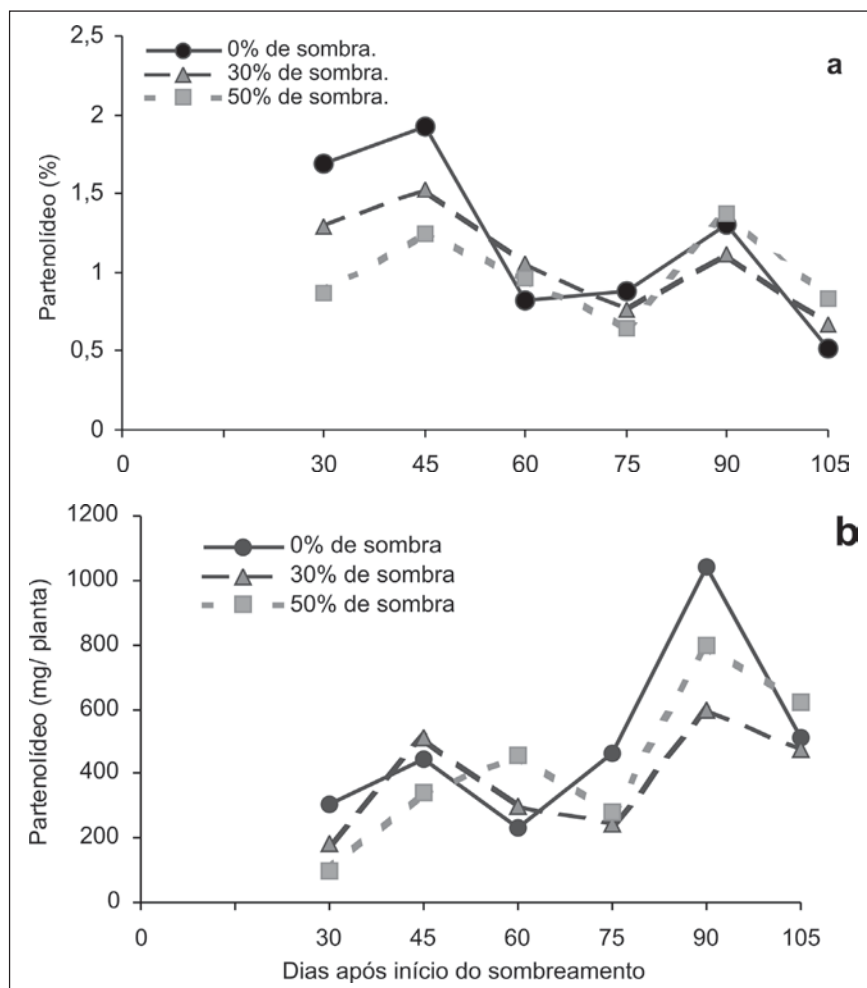 a
0% de sombra.
30% de sombra.
50% de sombra.
Partenolídeo (%)
2,5
2
1,5
1
0,5
0
0 30 45 60 75 90 105
b
0% de sombra
30% de sombra
50% de sombra
Partenolídeo (mg/ planta)
1200
1000
800
600
400
200
0
0 30 45 60 75 90 105
Dias após início do sombreamento